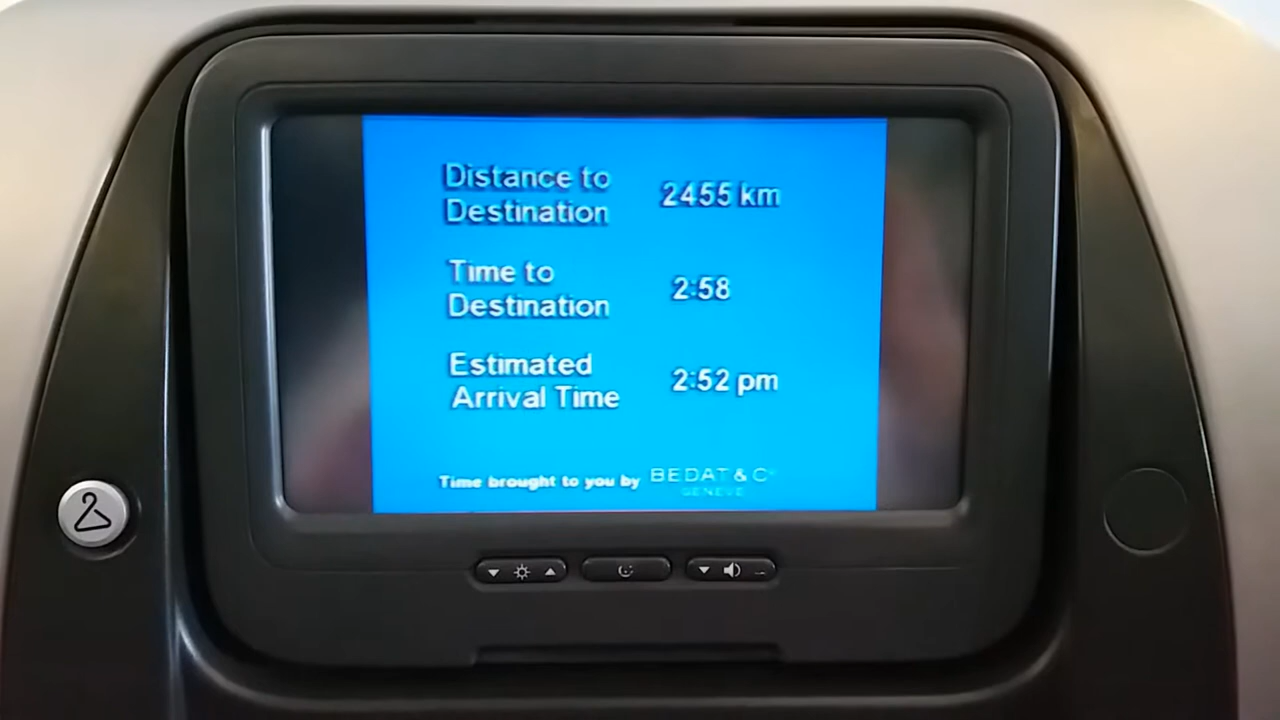 Distance to
Destination
2455 km
Time to
Destination
2:58
Estimated
Arrival Time
2:52 pm
Time brought to you by BEDAT & Co
GENEVE